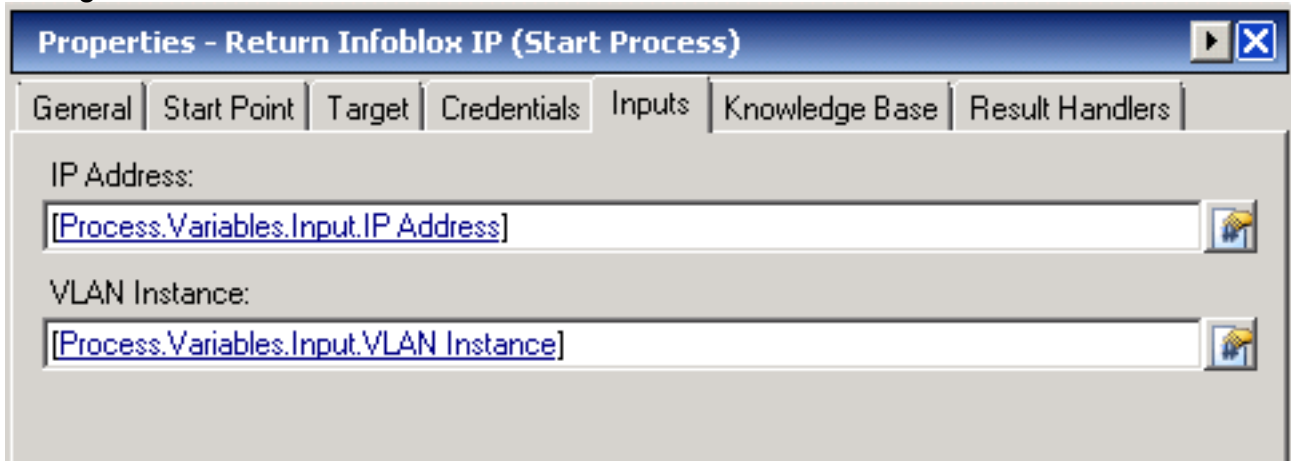 Properties - Return Infoblox IP (Start Process)
General Start Point Target Credentials Inputs Knowledge Base Result Handlers
IP Address:
[Process.Variables.Input.IP Address]
VLAN Instance:
[Process.Variables.Input.VLAN Instance]